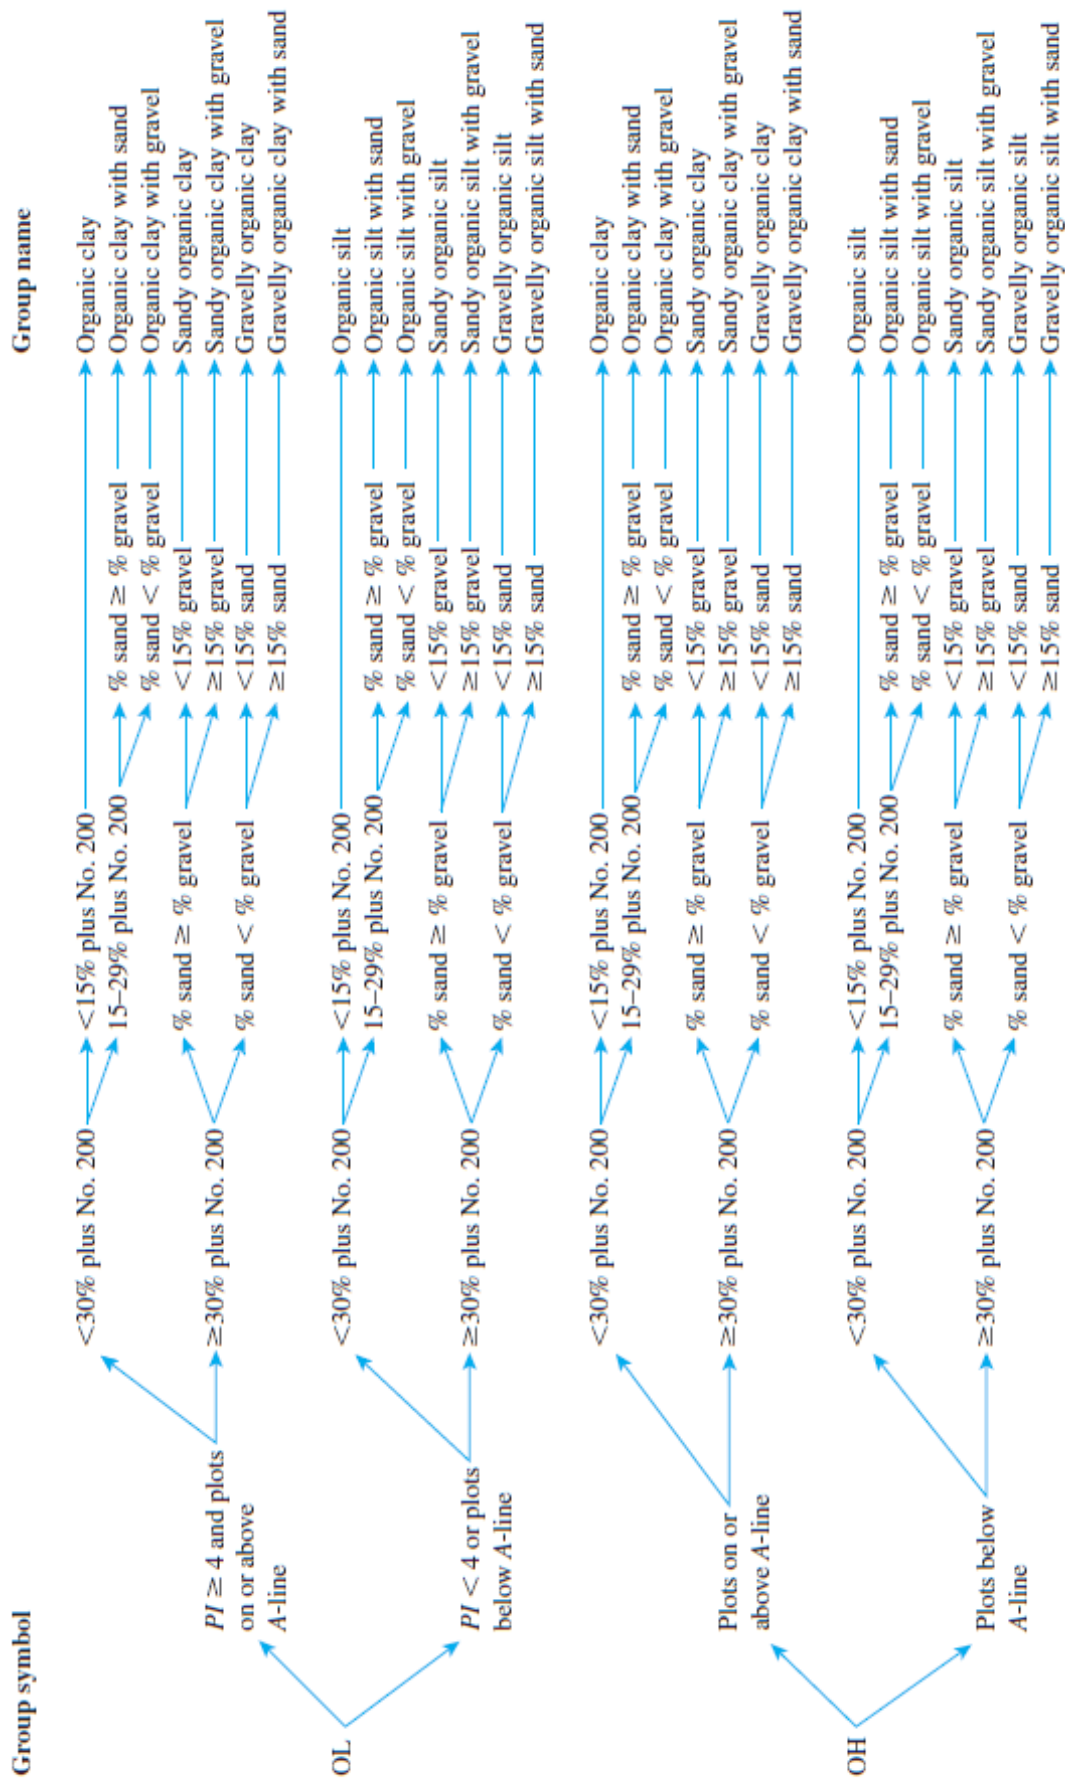 Group symbol
Group name
OL
PI ≥ 4 and plots
on or above
A-line
<30% plus No. 200
<15% plus No. 200
Organic clay
15–29% plus No. 200
% sand ≥ % gravel
Organic clay with sand
% sand < % gravel
Organic clay with gravel
≥30% plus No. 200
% sand ≥ % gravel
<15% gravel
Sandy organic clay
≥15% gravel
Sandy organic clay with gravel
% sand < % gravel
<15% sand
Gravelly organic clay
≥15% sand
Gravelly organic clay with sand
PI < 4 or plots
below A-line
<30% plus No. 200
<15% plus No. 200
Organic silt
15–29% plus No. 200
% sand ≥ % gravel
Organic silt with sand
% sand < % gravel
Organic silt with gravel
≥30% plus No. 200
% sand ≥ % gravel
<15% gravel
Sandy organic silt
≥15% gravel
Sandy organic silt with gravel
% sand < % gravel
<15% sand
Gravelly organic silt
≥15% sand
Gravelly organic silt with sand
OH
Plots on or
above A-line
<30% plus No. 200
<15% plus No. 200
Organic clay
15–29% plus No. 200
% sand ≥ % gravel
Organic clay with sand
% sand < % gravel
Organic clay with gravel
≥30% plus No. 200
% sand ≥ % gravel
<15% gravel
Sandy organic clay
≥15% gravel
Sandy organic clay with gravel
% sand < % gravel
<15% sand
Gravelly organic clay
≥15% sand
Gravelly organic clay with sand
Plots below
A-line
<30% plus No. 200
<15% plus No. 200
Organic silt
15–29% plus No. 200
% sand ≥ % gravel
Organic silt with sand
% sand < % gravel
Organic silt with gravel
≥30% plus No. 200
% sand ≥ % gravel
<15% gravel
Sandy organic silt
≥15% gravel
Sandy organic silt with gravel
% sand < % gravel
<15% sand
Gravelly organic silt
≥15% sand
Gravelly organic silt with sand